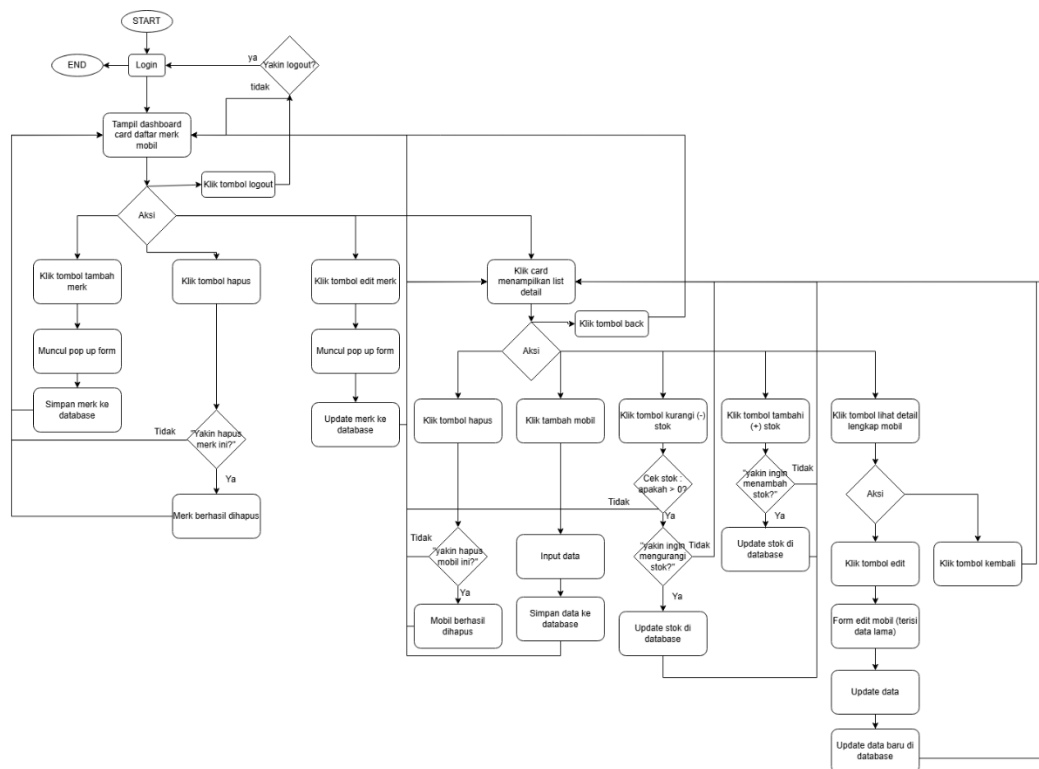 START
END
Login
ya
Yakin logout?
tidak
Tampil dashboard
card daftar merk
mobil
Klik tombol logout
Aksi
Klik tombol tambah
merk
Klik tombol hapus
Klik tombol edit merk
Klik card
menampilkan list
detail
Klik tombol back
Muncul pop up form
Muncul pop up form
Aksi
Simpan merk ke
database
Update merk ke
database
Klik tombol hapus
Klik tambah mobil
Klik tombol kurangi (-)
stok
Klik tombol tambahi
(+) stok
Klik tombol lihat detail
lengkap mobil
Tidak
"Yakin hapus
merk ini?"
Ya
Cek stok :
apakah > 0?
Tidak
Ya
"yakin ingin
menambah
stok?"
Tidak
Aksi
Merk berhasil dihapus
Tidak
"yakin hapus
mobil ini?"
Ya
Input data
"yakin ingin
mengurangi
stok?"
Tidak
Ya
Update stok di
database
Klik tombol edit
Klik tombol kembali
Mobil berhasil
dihapus
Simpan data ke
database
Update stok di
database
Form edit mobil (terisi
data lama)
Update data
Update data baru di
database